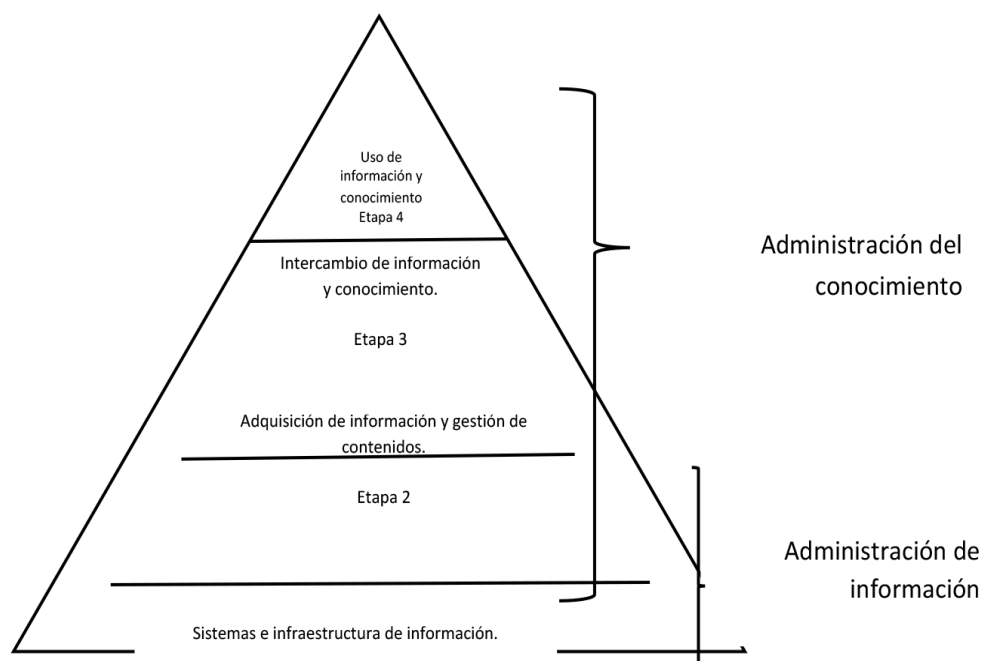 Uso de
información y
conocimiento
Etapa 4
Intercambio de información
y conocimiento.
Etapa 3
Adquisición de información y gestión de
contenidos.
Etapa 2
Sistemas e infraestructura de información.
Administración del
conocimiento
Administración de
información